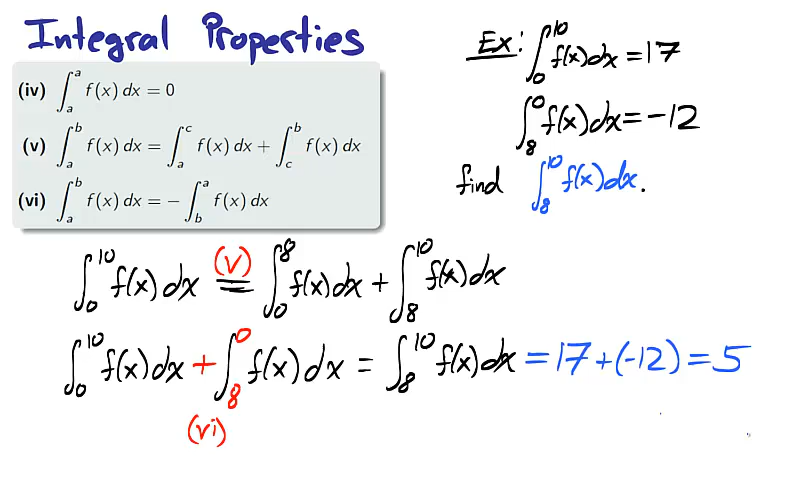 Integral Properties
(iv) ∫_a^a f(x) dx = 0
(v) ∫_a^b f(x) dx = ∫_a^c f(x) dx + ∫_c^b f(x) dx
(vi) ∫_a^b f(x) dx = − ∫_b^a f(x) dx
Ex: ∫_0^10 f(x)dx = 17
∫_8^0 f(x)dx = −12
find ∫_8^10 f(x)dx.
∫_0^10 f(x)dx (v) = ∫_0^8 f(x)dx + ∫_8^10 f(x)dx
∫_0^10 f(x)dx + ∫_8^0 f(x)dx = ∫_8^10 f(x)dx = 17 + (−12) = 5
(vi)